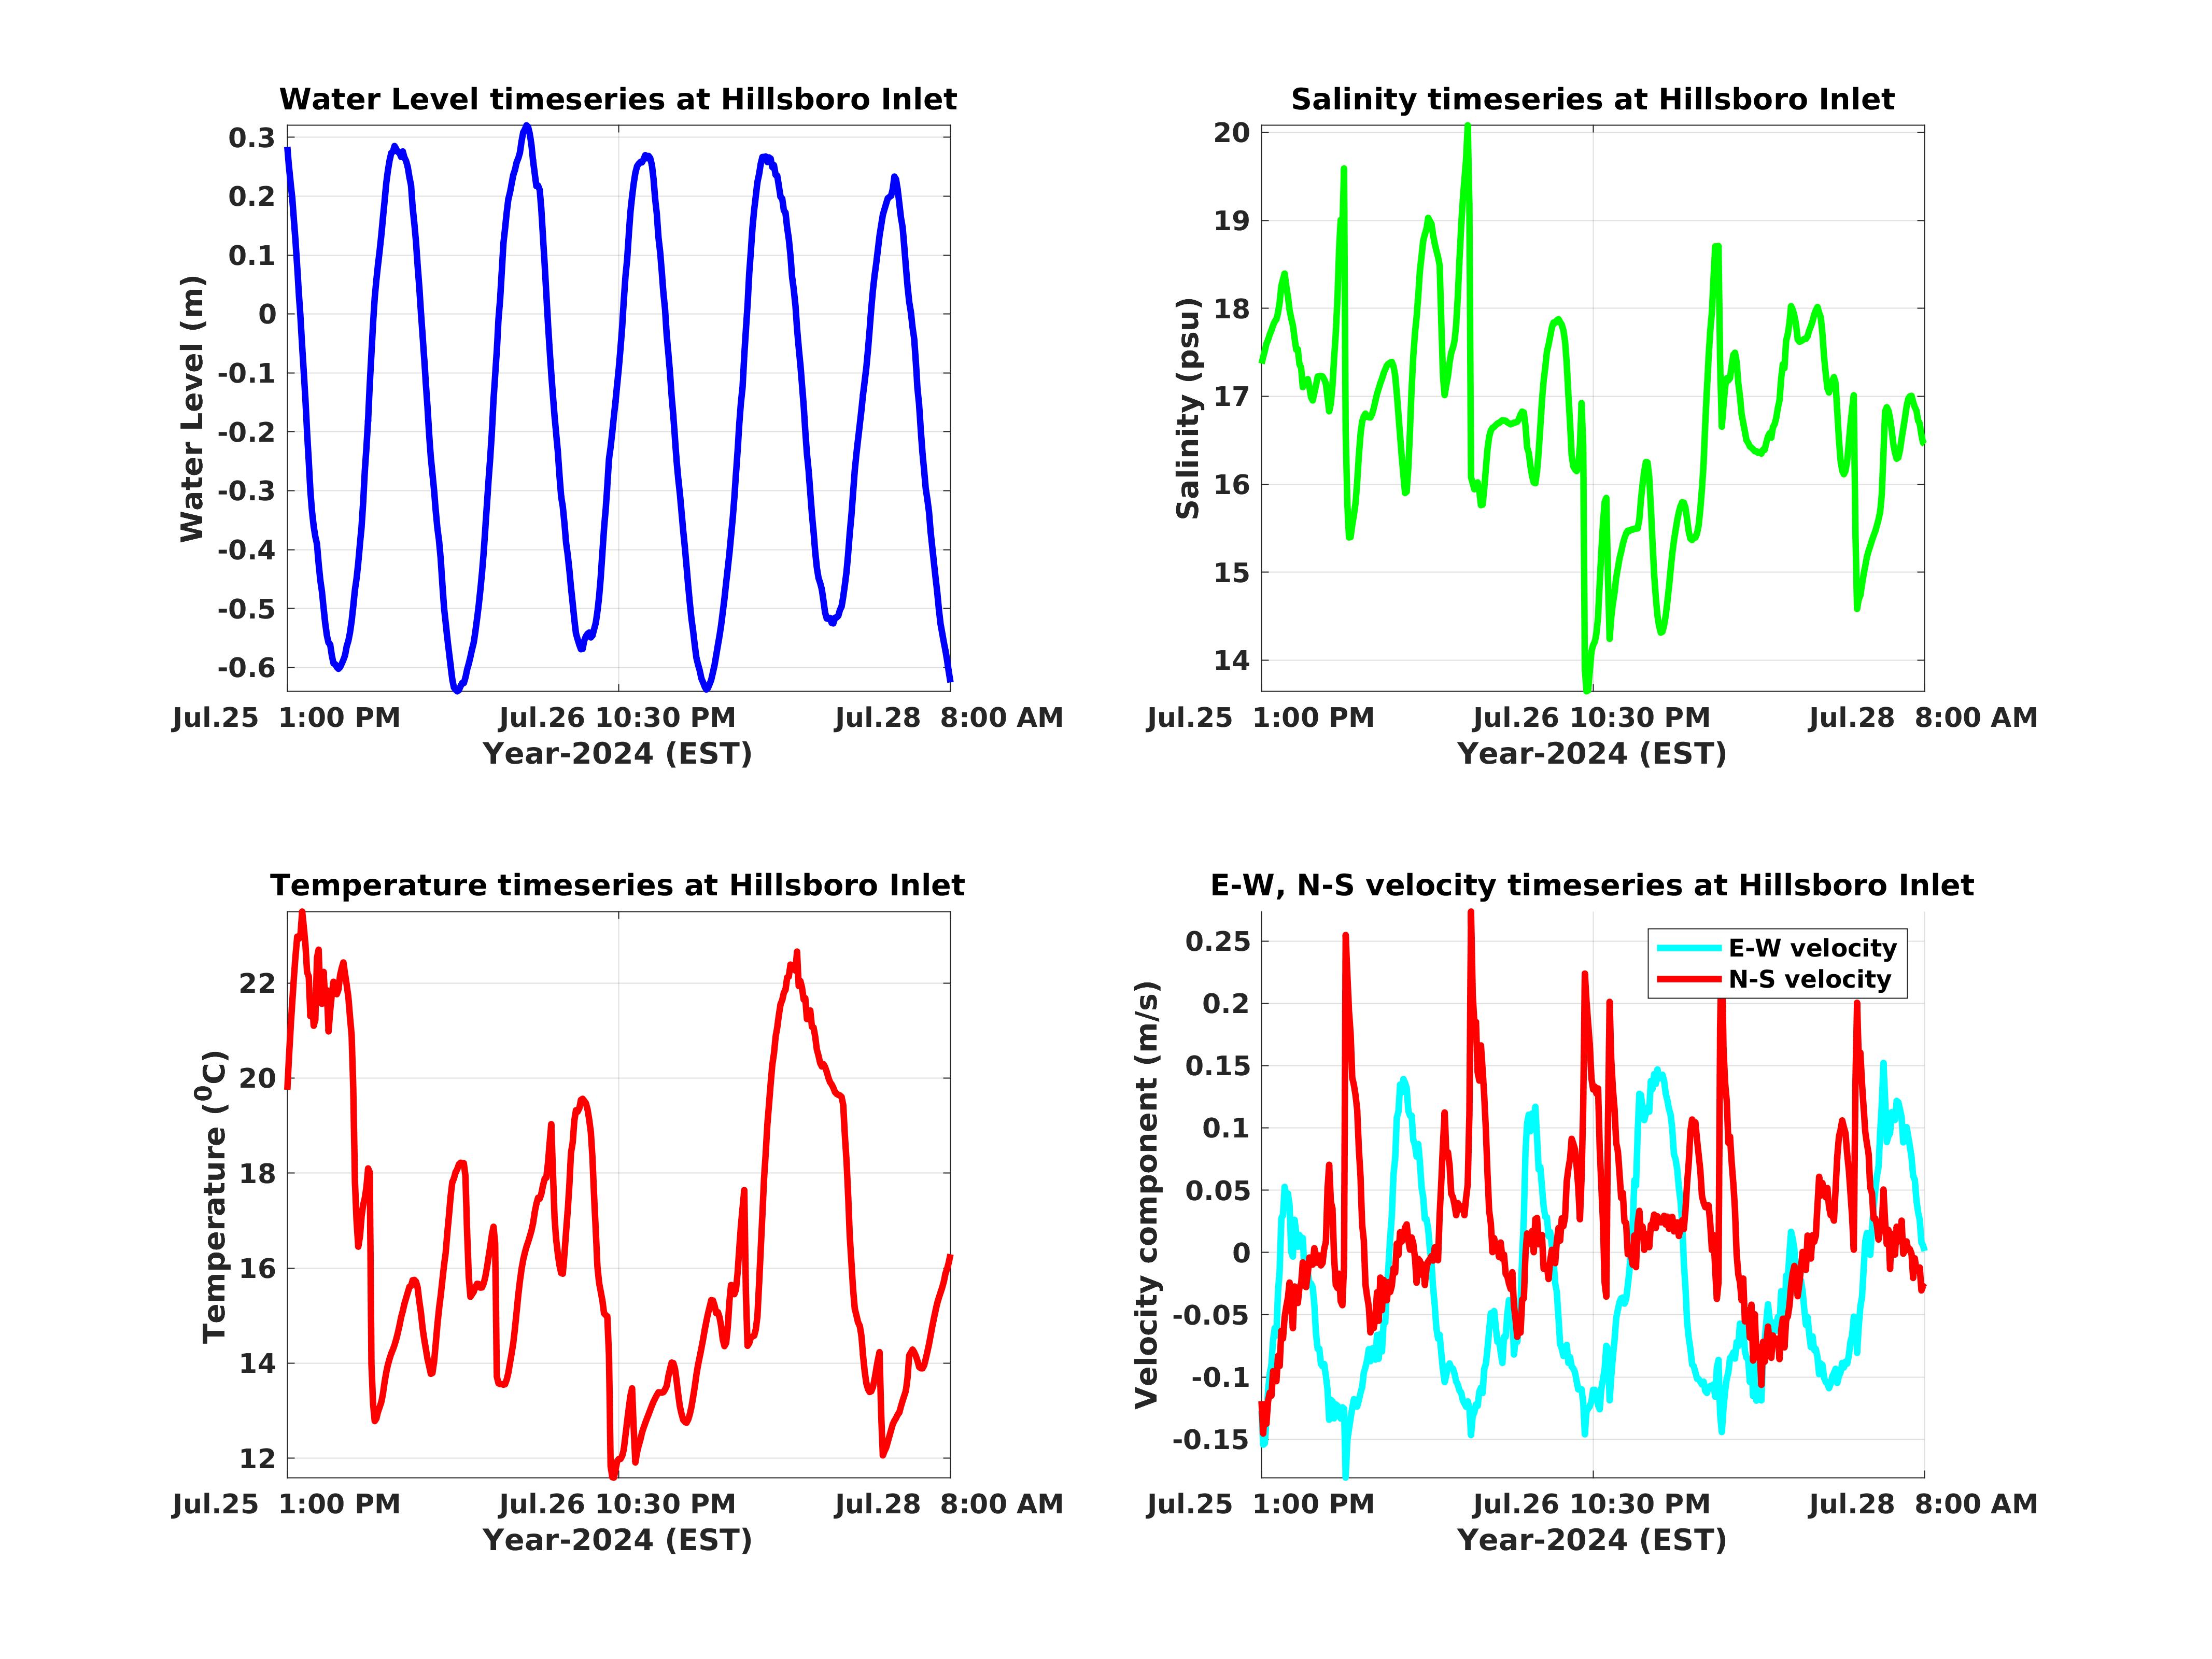 Water Level timeseries at Hillsboro Inlet
0.3
0.2
0.1
0
-0.1
-0.2
-0.3
-0.4
-0.5
-0.6
Water Level (m)
Jul.25  1:00 PM
Jul.26 10:30 PM
Jul.28  8:00 AM
Year-2024 (EST)
Salinity timeseries at Hillsboro Inlet
20
19
18
17
16
15
14
Salinity (psu)
Jul.25  1:00 PM
Jul.26 10:30 PM
Jul.28  8:00 AM
Year-2024 (EST)
Temperature timeseries at Hillsboro Inlet
22
20
18
16
14
12
Temperature (⁰C)
Jul.25  1:00 PM
Jul.26 10:30 PM
Jul.28  8:00 AM
Year-2024 (EST)
E-W, N-S velocity timeseries at Hillsboro Inlet
0.25
0.2
0.15
0.1
0.05
0
-0.05
-0.1
-0.15
Velocity component (m/s)
E-W velocity
N-S velocity
Jul.25  1:00 PM
Jul.26 10:30 PM
Jul.28  8:00 AM
Year-2024 (EST)